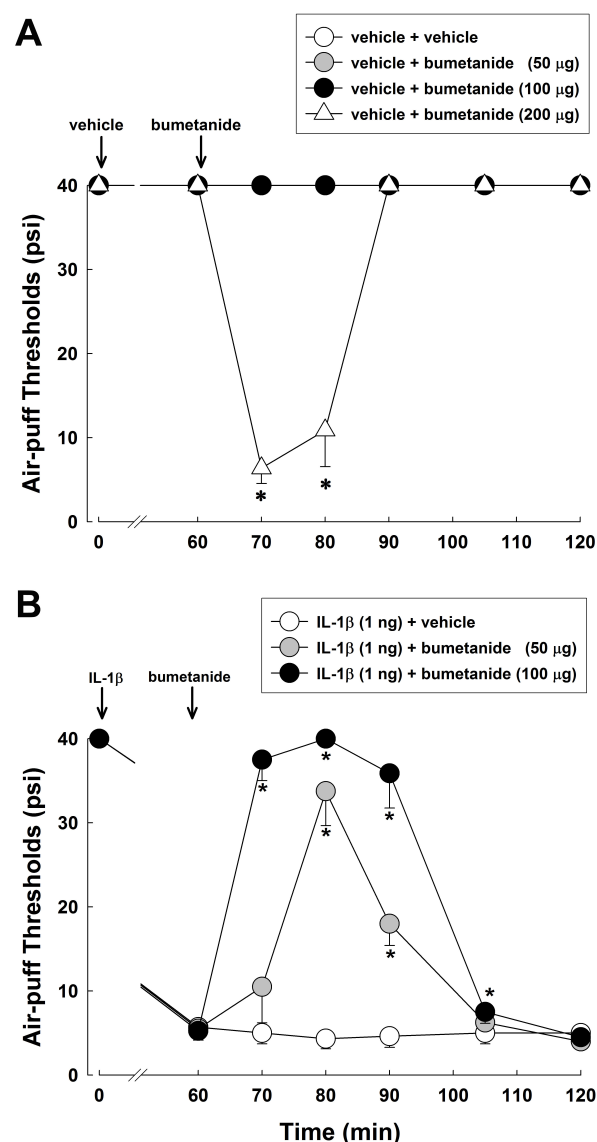 A
vehicle + vehicle
vehicle + bumetanide (50 μg)
vehicle + bumetanide (100 μg)
vehicle + bumetanide (200 μg)
vehicle bumetanide
Air-puff Thresholds (psi)
40
30
20
10
0
* *
0 60 70 80 90 100 110 120
B
IL-1β (1 ng) + vehicle
IL-1β (1 ng) + bumetanide (50 μg)
IL-1β (1 ng) + bumetanide (100 μg)
IL-1β bumetanide
Air-puff Thresholds (psi)
40
30
20
10
0
* * * * * *
0 60 70 80 90 100 110 120
Time (min)